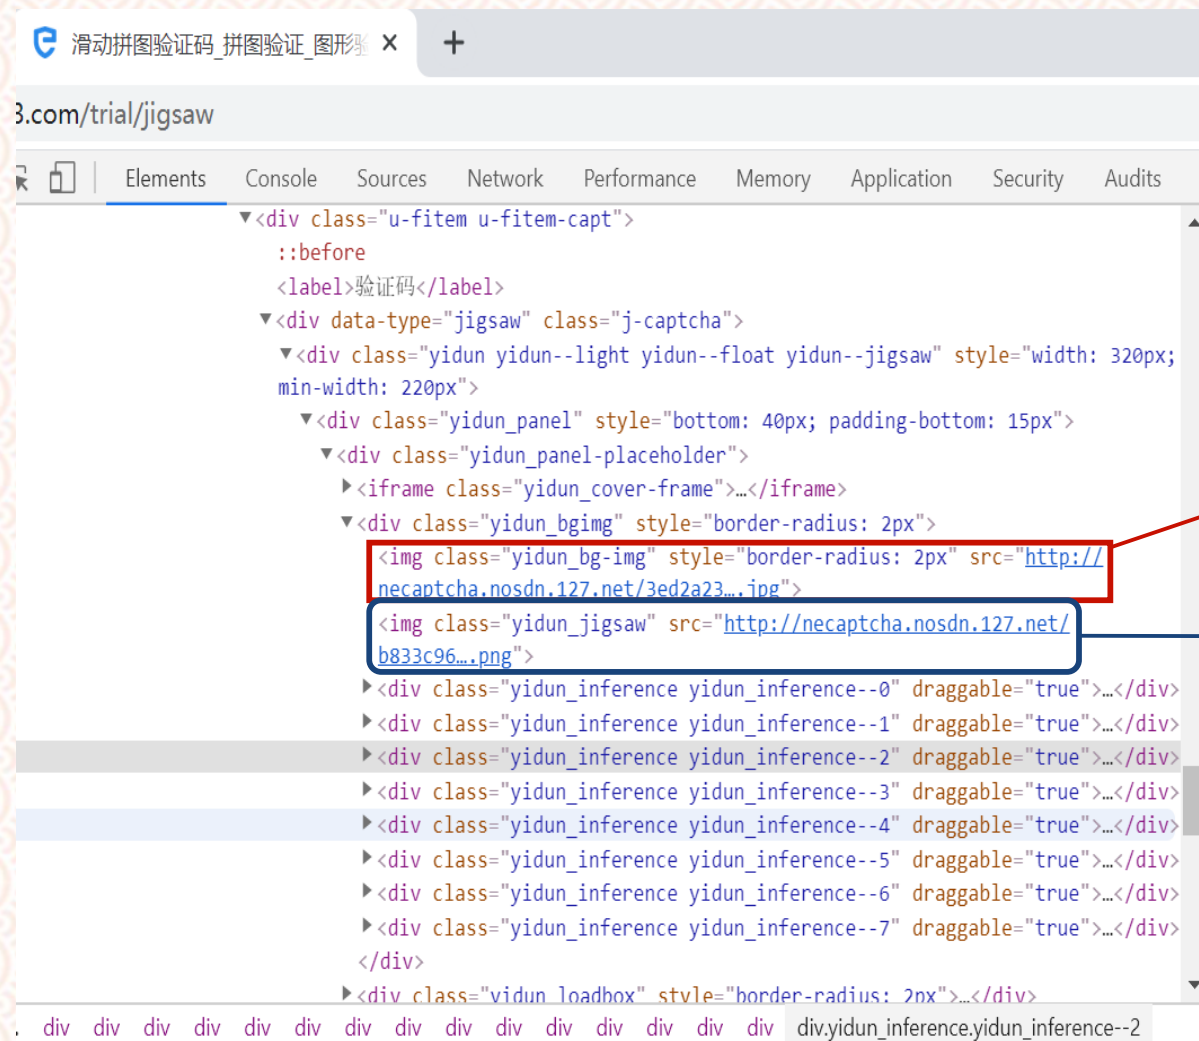 滑动拼图验证码_拼图验证_图形验
3.com/trial/jigsaw
Elements Console Sources Network Performance Memory Application Security Audits
▼<div class="u-fitem u-fitem-capt">
::before
<label>验证码</label>
▼<div data-type="jigsaw" class="j-captcha">
▼<div class="yidun yidun--light yidun--float yidun--jigsaw" style="width: 320px;
min-width: 220px">
▼<div class="yidun_panel" style="bottom: 40px; padding-bottom: 15px">
▼<div class="yidun_panel-placeholder">
▶<iframe class="yidun_cover-frame">…</iframe>
▼<div class="yidun_bgimg" style="border-radius: 2px">
<img class="yidun_bg-img" style="border-radius: 2px" src="http://
necaptcha.nosdn.127.net/3ed2a23….jpg">
<img class="yidun_jigsaw" src="http://necaptcha.nosdn.127.net/
b833c96….png">
▶<div class="yidun_inference yidun_inference--0" draggable="true">…</div>
▶<div class="yidun_inference yidun_inference--1" draggable="true">…</div>
▶<div class="yidun_inference yidun_inference--2" draggable="true">…</div>
▶<div class="yidun_inference yidun_inference--3" draggable="true">…</div>
▶<div class="yidun_inference yidun_inference--4" draggable="true">…</div>
▶<div class="yidun_inference yidun_inference--5" draggable="true">…</div>
▶<div class="yidun_inference yidun_inference--6" draggable="true">…</div>
▶<div class="yidun_inference yidun_inference--7" draggable="true">…</div>
</div>
▶<div class="yidun_loadbox" style="border-radius: 2px">…</div>
div div div div div div div div div div div div div div div div.yidun_inference.yidun_inference--2